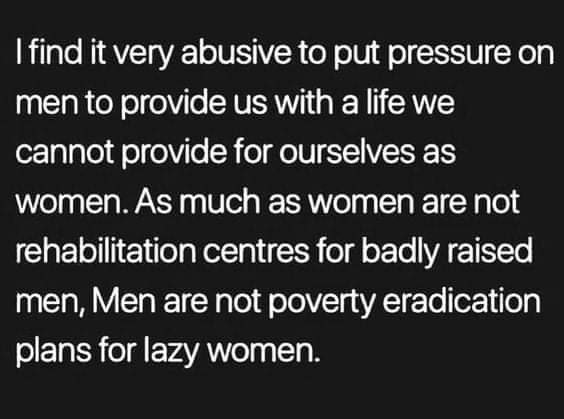 I find it very abusive to put pressure on
men to provide us with a life we
cannot provide for ourselves as
women. As much as women are not
rehabilitation centres for badly raised
men, Men are not poverty eradication
plans for lazy women.